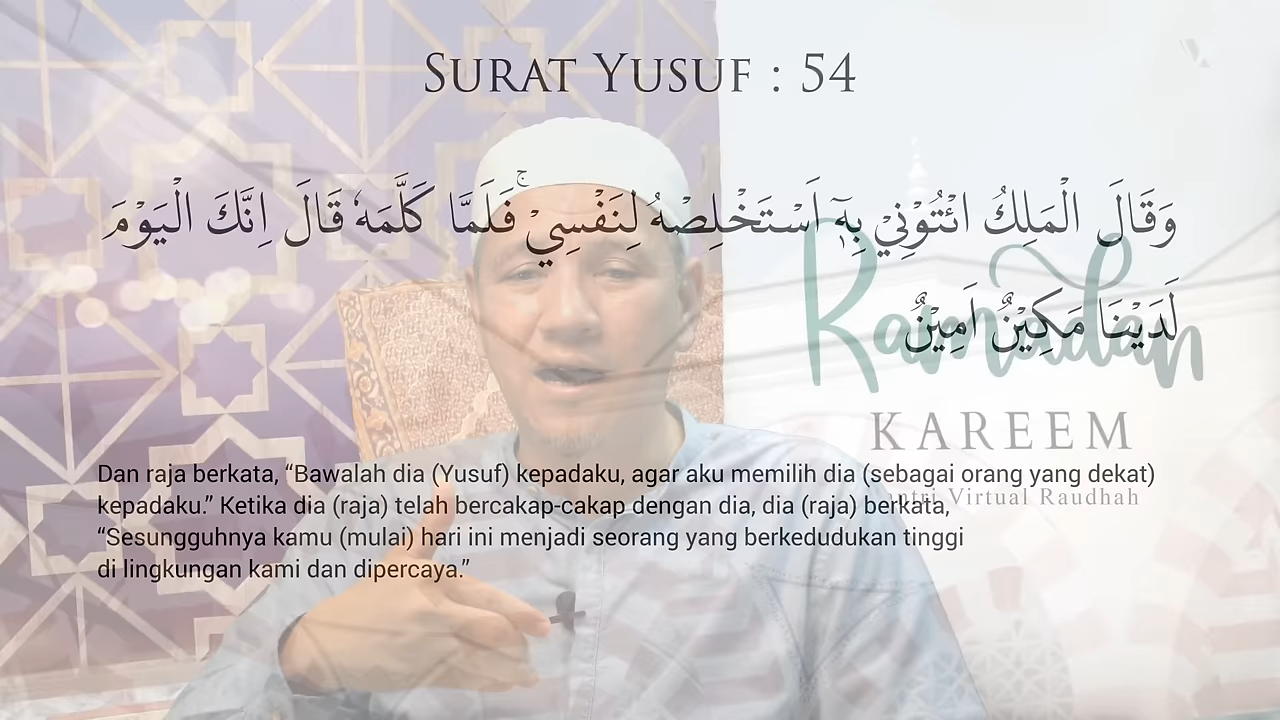 SURAT YUSUF : 54
وَقَالَ الْمَلِكُ ائْتُوْنِيْ بِهٖٓ اَسْتَخْلِصْهُ لِنَفْسِيْۚ فَلَمَّا كَلَّمَهٗ قَالَ اِنَّكَ الْيَوْمَ
لَدَيْنَا مَكِيْنٌ اَمِيْنٌ
Ramadan
KAREEM
Dan raja berkata, “Bawalah dia (Yusuf) kepadaku, agar aku memilih dia (sebagai orang yang dekat)
kepadaku.” Ketika dia (raja) telah bercakap-cakap dengan dia, dia (raja) berkata,
Virtual Raudhah
“Sesungguhnya kamu (mulai) hari ini menjadi seorang yang berkedudukan tinggi
di lingkungan kami dan dipercaya.”